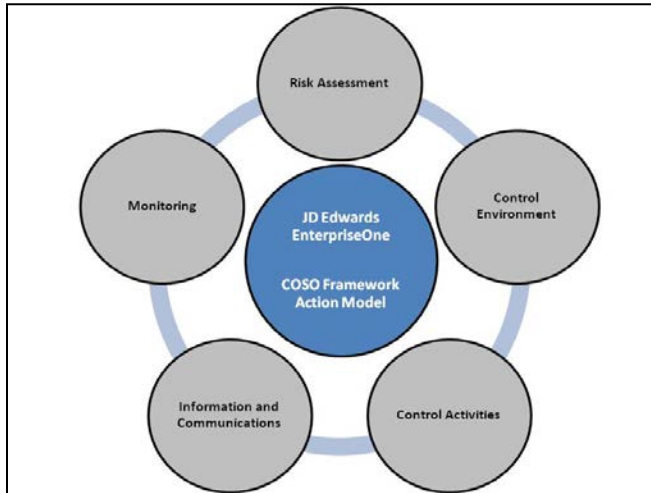 Risk Assessment
Monitoring
Control
Environment
JD Edwards
EnterpriseOne
COSO Framework
Action Model
Information and
Communications
Control Activities